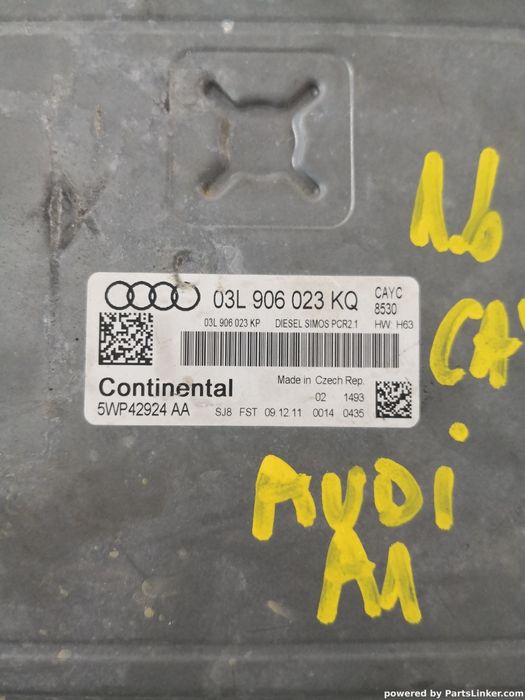 1.6
03L 906 023 KQ CAYC
8530
03L 906 023 KP DIESEL SIMOS PCR2.1 HW: H63
CAY
Continental Made in Czech Rep.
02 1493
5WP42924 AA SJ8 FST 09.12.11 0014 0435
AUDI
A1
powered by PartsLinker.com